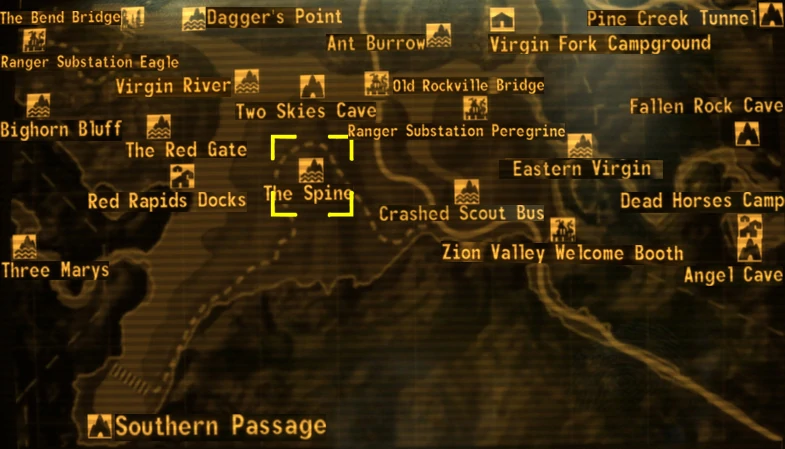 The Bend Bridge
Dagger's Point
Pine Creek Tunnel
Ant Burrow
Virgin Fork Campground
Ranger Substation Eagle
Virgin River
Old Rockville Bridge
Two Skies Cave
Fallen Rock Cave
Bighorn Bluff
Ranger Substation Peregrine
The Red Gate
Eastern Virgin
The Spine
Red Rapids Docks
Dead Horses Camp
Crashed Scout Bus
Zion Valley Welcome Booth
Three Marys
Angel Cave
Southern Passage